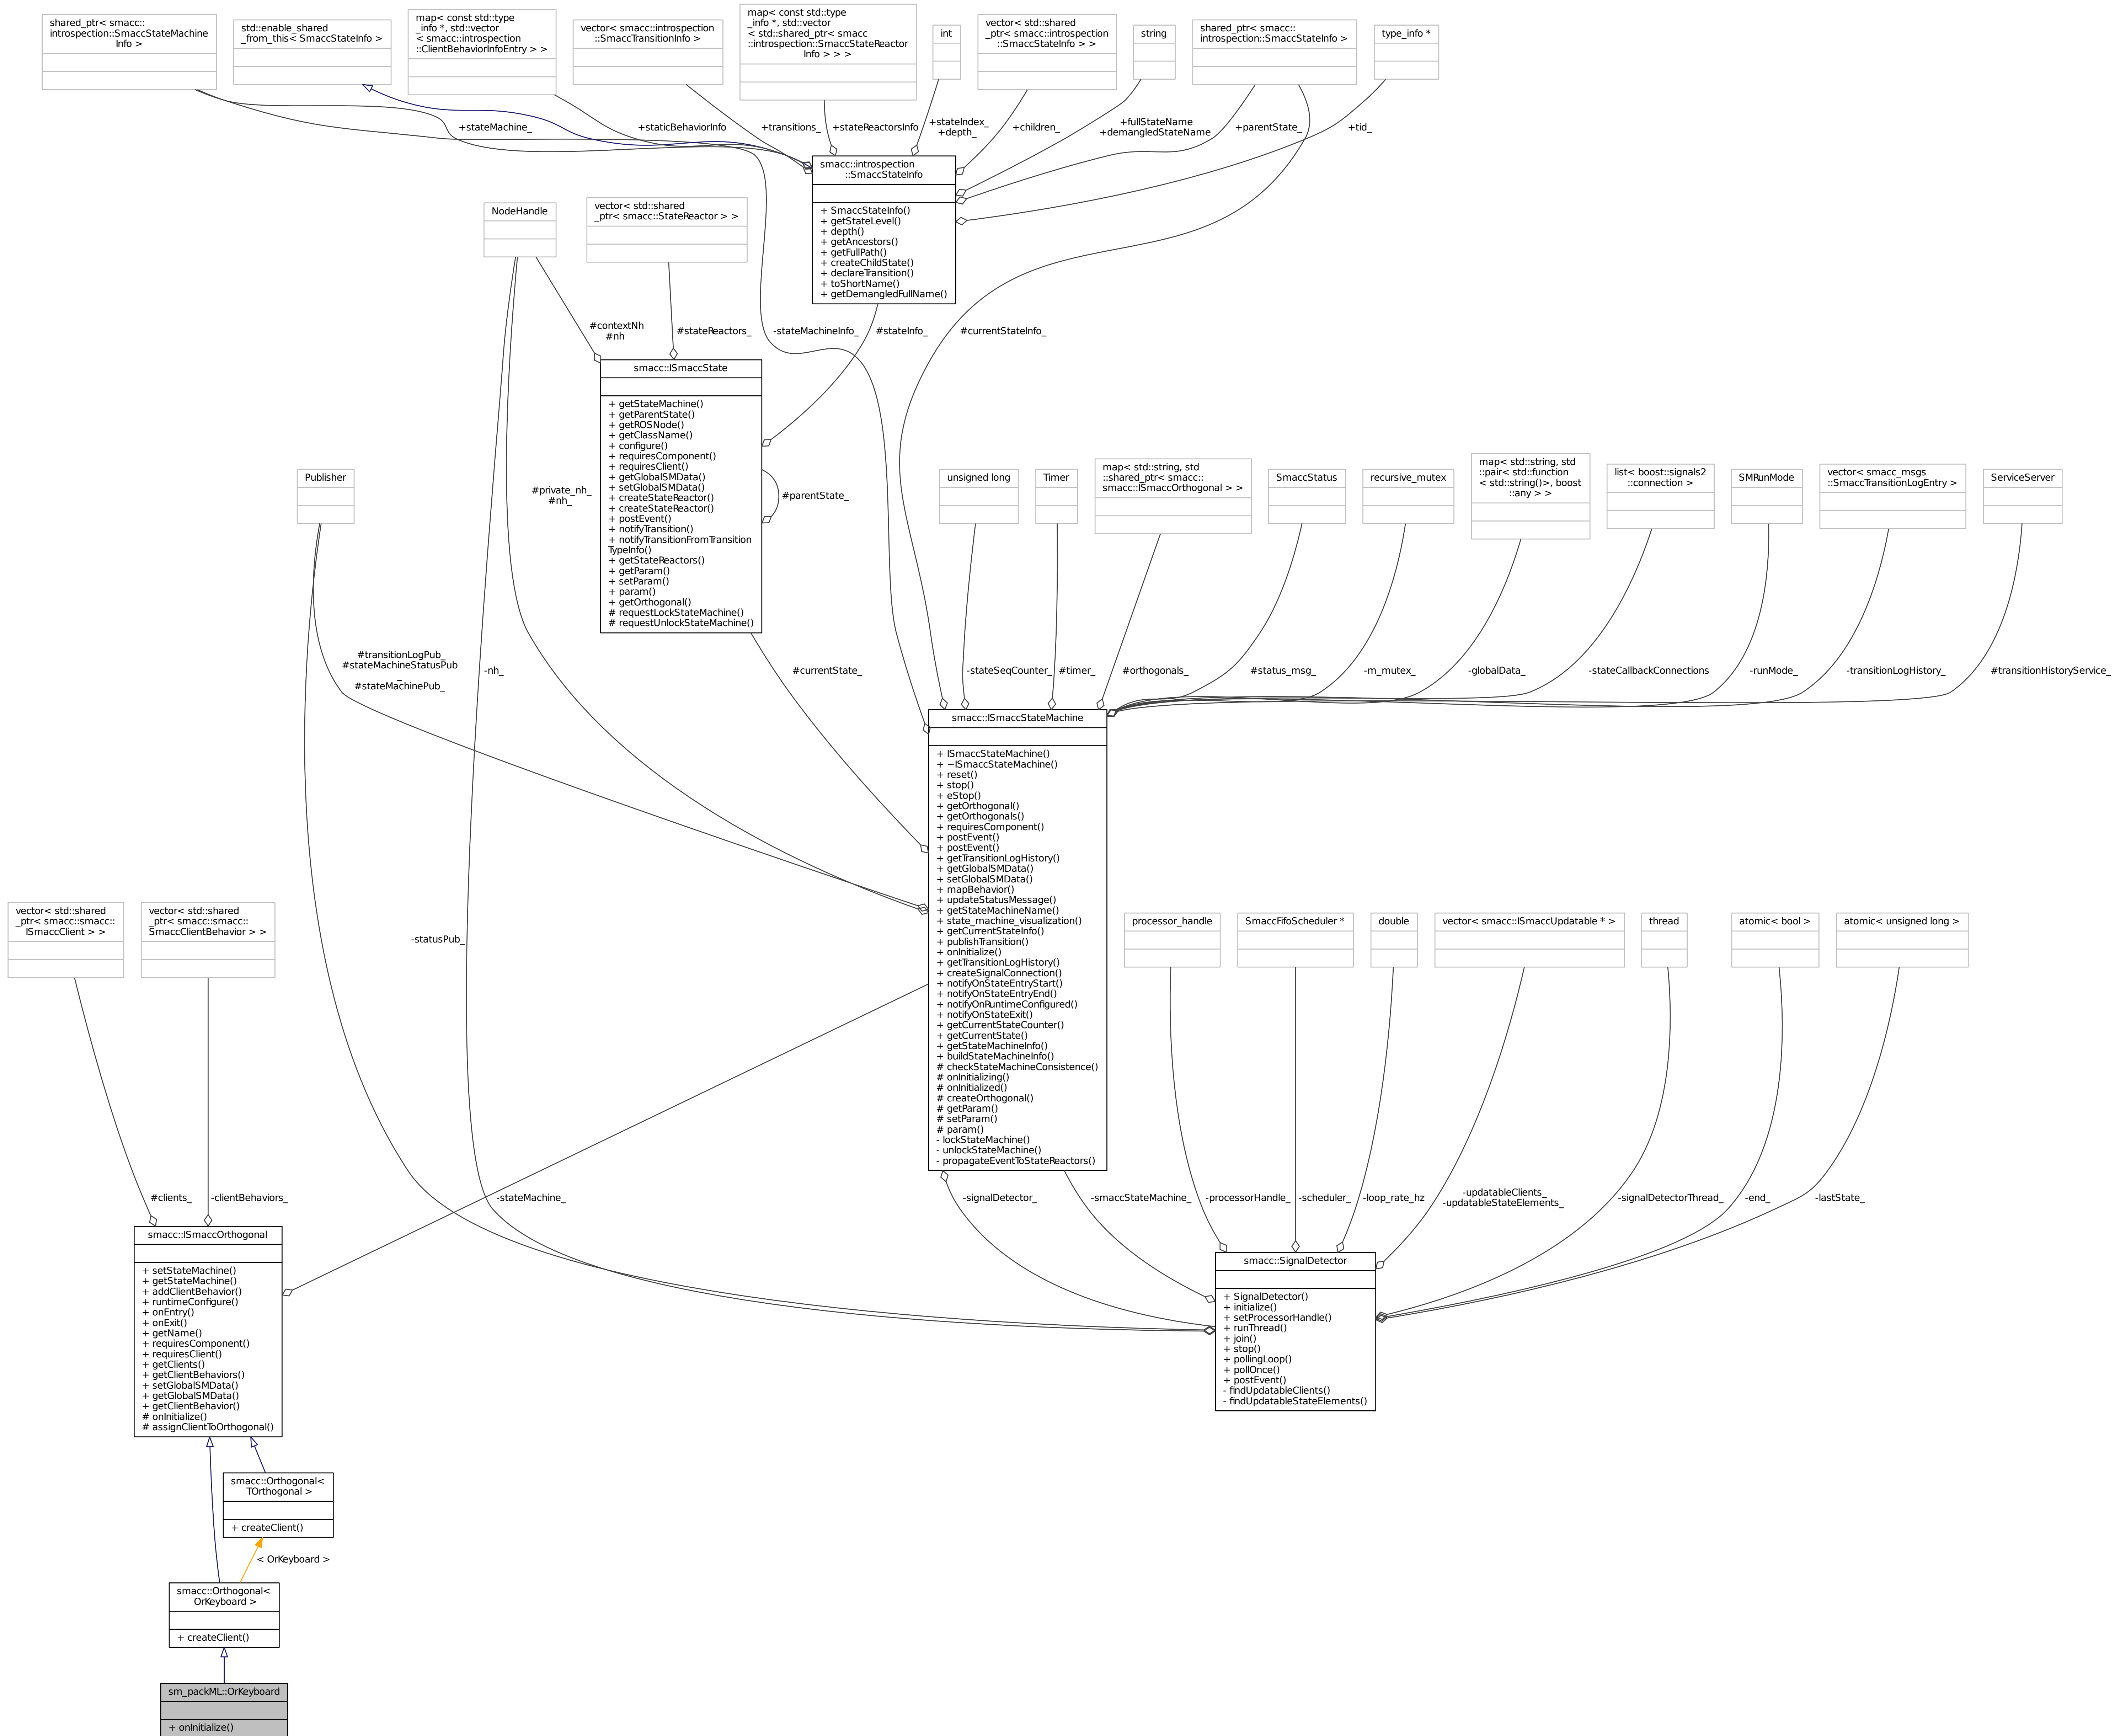 shared_ptr< smacc::
introspection::SmaccStateMachine
Info >
std::enable_shared
_from_this< SmaccStateInfo >
map< const std::type
_info *, std::vector
< smacc::introspection
::ClientBehaviorInfoEntry > >
vector< smacc::introspection
::SmaccTransitionInfo >
map< const std::type
_info *, std::vector
< std::shared_ptr< smacc
::introspection::SmaccStateReactor
Info > > >
int
vector< std::shared
_ptr< smacc::introspection
::SmaccStateInfo > >
string
shared_ptr< smacc::
introspection::SmaccStateInfo >
type_info *
+stateMachine_
+staticBehaviorInfo
+transitions_
+stateReactorsInfo
+stateIndex_
+depth_
+children_
+fullStateName
+demangledStateName
+parentState_
+tid_
smacc::introspection
::SmaccStateInfo
+ SmaccStateInfo()
+ getStateLevel()
+ depth()
+ getAncestors()
+ getFullPath()
+ createChildState()
+ declareTransition()
+ toShortName()
+ getDemangledFullName()
NodeHandle
vector< std::shared
_ptr< smacc::StateReactor > >
#contextNh
#nh
#stateReactors_
-stateMachineInfo_
#stateInfo_
#currentStateInfo_
smacc::ISmaccState
+ getStateMachine()
+ getParentState()
+ getROSNode()
+ getClassName()
+ configure()
+ requiresComponent()
+ requiresClient()
+ getGlobalSMData()
+ setGlobalSMData()
+ createStateReactor()
+ createStateReactor()
+ postEvent()
+ notifyTransition()
+ notifyTransitionFromTransition
TypeInfo()
+ getStateReactors()
+ getParam()
+ setParam()
+ param()
+ getOrthogonal()
# requestLockStateMachine()
# requestUnlockStateMachine()
#parentState_
#private_nh_
#nh_
Publisher
unsigned long
Timer
map< std::string, std
::shared_ptr< smacc::
smacc::ISmaccOrthogonal > >
SmaccStatus
recursive_mutex
map< std::string, std
::pair< std::function
< std::string()>, boost
::any > >
list< boost::signals2
::connection >
SMRunMode
vector< smacc_msgs
::SmaccTransitionLogEntry >
ServiceServer
#transitionLogPub_
#stateMachineStatusPub
_
#stateMachinePub_
-nh_
#currentState_
-stateSeqCounter_
#timer_
#orthogonals_
#status_msg_
-m_mutex_
-globalData_
-stateCallbackConnections
-runMode_
-transitionLogHistory_
#transitionHistoryService_
smacc::ISmaccStateMachine
+ ISmaccStateMachine()
+ ~ISmaccStateMachine()
+ reset()
+ stop()
+ eStop()
+ getOrthogonal()
+ getOrthogonals()
+ requiresComponent()
+ postEvent()
+ postEvent()
+ getTransitionLogHistory()
+ getGlobalSMData()
+ setGlobalSMData()
+ mapBehavior()
+ updateStatusMessage()
+ getStateMachineName()
+ state_machine_visualization()
+ getCurrentStateInfo()
+ publishTransition()
+ onInitialize()
+ getTransitionLogHistory()
+ createSignalConnection()
+ notifyOnStateEntryStart()
+ notifyOnStateEntryEnd()
+ notifyOnRuntimeConfigured()
+ notifyOnStateExit()
+ getCurrentStateCounter()
+ getCurrentState()
+ getStateMachineInfo()
+ buildStateMachineInfo()
# checkStateMachineConsistence()
# onInitializing()
# onInitialized()
# createOrthogonal()
# getParam()
# setParam()
# param()
- lockStateMachine()
- unlockStateMachine()
- propagateEventToStateReactors()
vector< std::shared
_ptr< smacc::smacc::
ISmaccClient > >
vector< std::shared
_ptr< smacc::smacc::
SmaccClientBehavior > >
-statusPub_
processor_handle
SmaccFifoScheduler *
double
vector< smacc::ISmaccUpdatable * >
thread
atomic< bool >
atomic< unsigned long >
#clients_
-clientBehaviors_
-stateMachine_
-signalDetector_
-smaccStateMachine_
-processorHandle_
-scheduler_
-loop_rate_hz
-updatableClients_
-updatableStateElements_
-signalDetectorThread_
-end_
-lastState_
smacc::ISmaccOrthogonal
+ setStateMachine()
+ getStateMachine()
+ addClientBehavior()
+ runtimeConfigure()
+ onEntry()
+ onExit()
+ getName()
+ requiresComponent()
+ requiresClient()
+ getClients()
+ getClientBehaviors()
+ setGlobalSMData()
+ getGlobalSMData()
+ getClientBehavior()
# onInitialize()
# assignClientToOrthogonal()
smacc::SignalDetector
+ SignalDetector()
+ initialize()
+ setProcessorHandle()
+ runThread()
+ join()
+ stop()
+ pollingLoop()
+ pollOnce()
+ postEvent()
- findUpdatableClients()
- findUpdatableStateElements()
smacc::Orthogonal<
TOrthogonal >
+ createClient()
< OrKeyboard >
smacc::Orthogonal<
OrKeyboard >
+ createClient()
sm_packML::OrKeyboard
+ onInitialize()